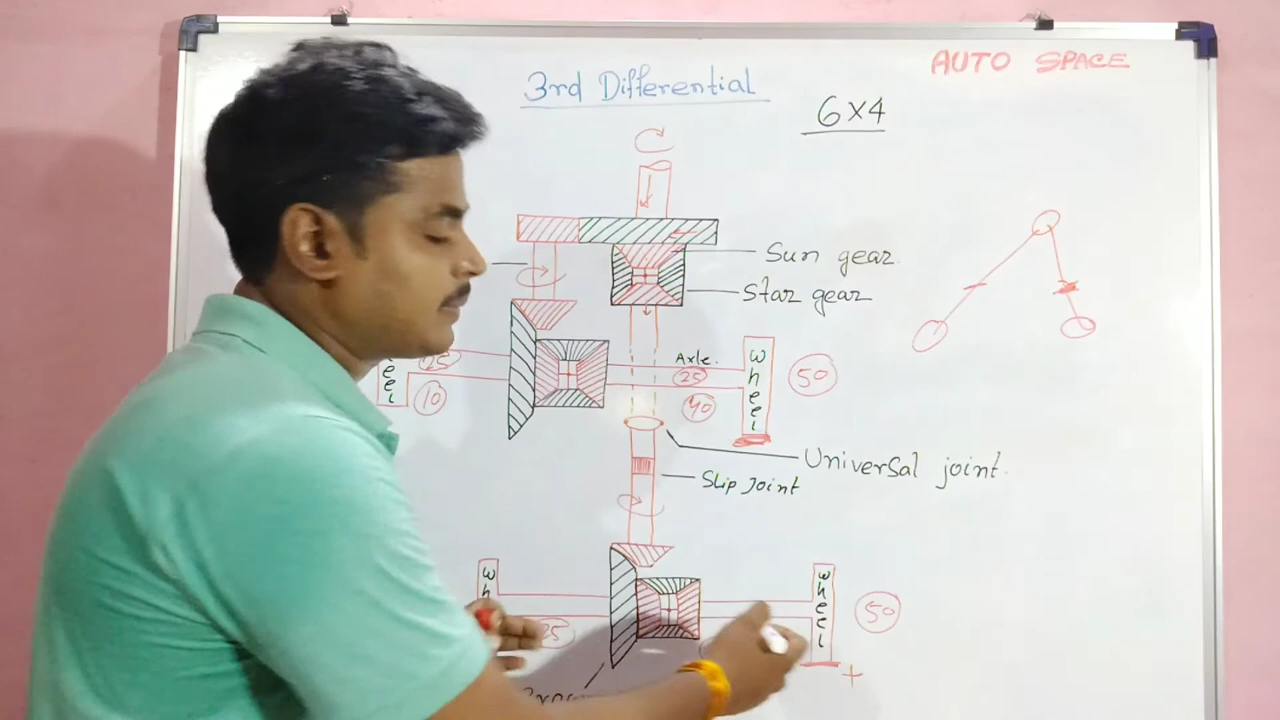 AUTO SPACE
3rd Differential
6x4
Sun gear
Star gear
Axle.
wheel
25
10
25
40
50
Universal joint.
Slip Joint
wheel
50
+